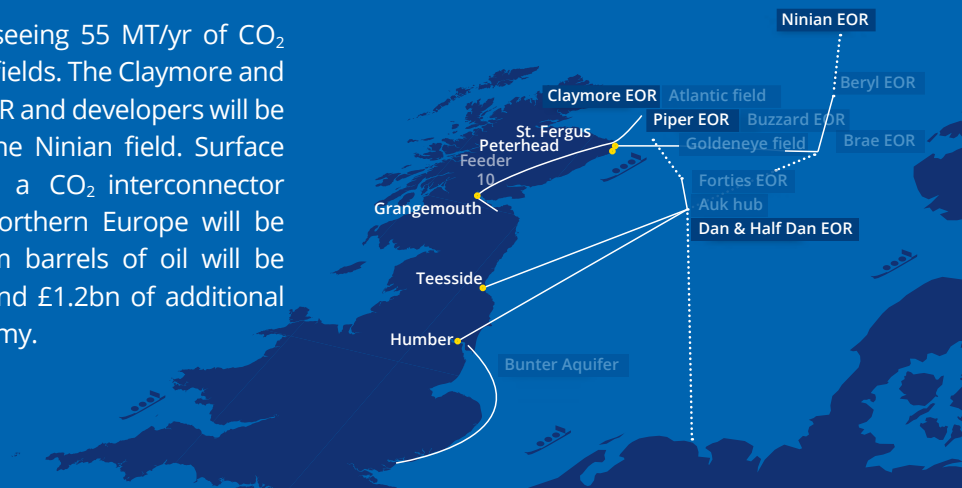 seeing 55 MT/yr of CO₂
fields. The Claymore and
R and developers will be
he Ninian field. Surface
a CO₂ interconnector
orthern Europe will be
n barrels of oil will be
nd £1.2bn of additional
my.
Ninian EOR
Beryl EOR
Claymore EOR Atlantic field
Piper EOR Buzzard EOR
St. Fergus
Peterhead
Goldeneye field Brae EOR
Feeder
10
Forties EOR
Grangemouth
Auk hub
Dan & Half Dan EOR
Teesside
Humber
Bunter Aquifer